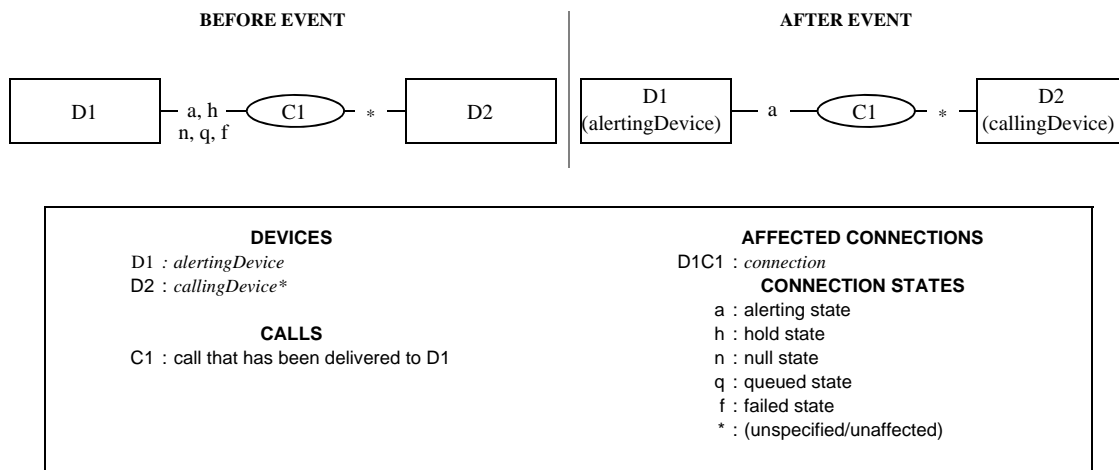 BEFORE EVENT
AFTER EVENT
D1
a, h
n, q, f
C1
*
D2
D1
(alertingDevice)
a
C1
*
D2
(callingDevice)
DEVICES
D1 : alertingDevice
D2 : callingDevice*
CALLS
C1 : call that has been delivered to D1
AFFECTED CONNECTIONS
D1C1 : connection
CONNECTION STATES
a : alerting state
h : hold state
n : null state
q : queued state
f : failed state
* : (unspecified/unaffected)